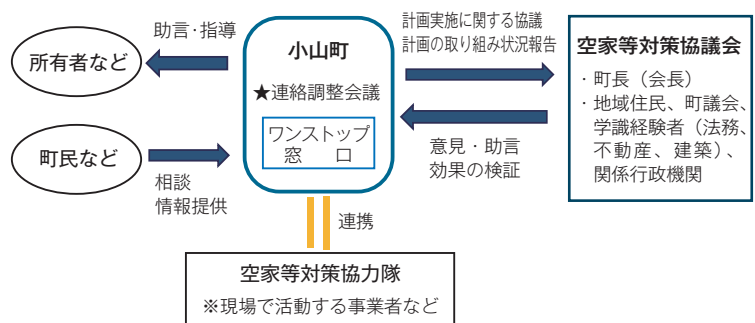 助言・指導
所有者など
町民など
相談
情報提供
小山町
★連絡調整会議
ワンストップ
窓　　口
計画実施に関する協議
計画の取り組み状況報告
意見・助言
効果の検証
空家等対策協議会
・町長（会長）
・地域住民、町議会、
学識経験者（法務、
不動産、建築）、
関係行政機関
連携
空家等対策協力隊
※現場で活動する事業者など